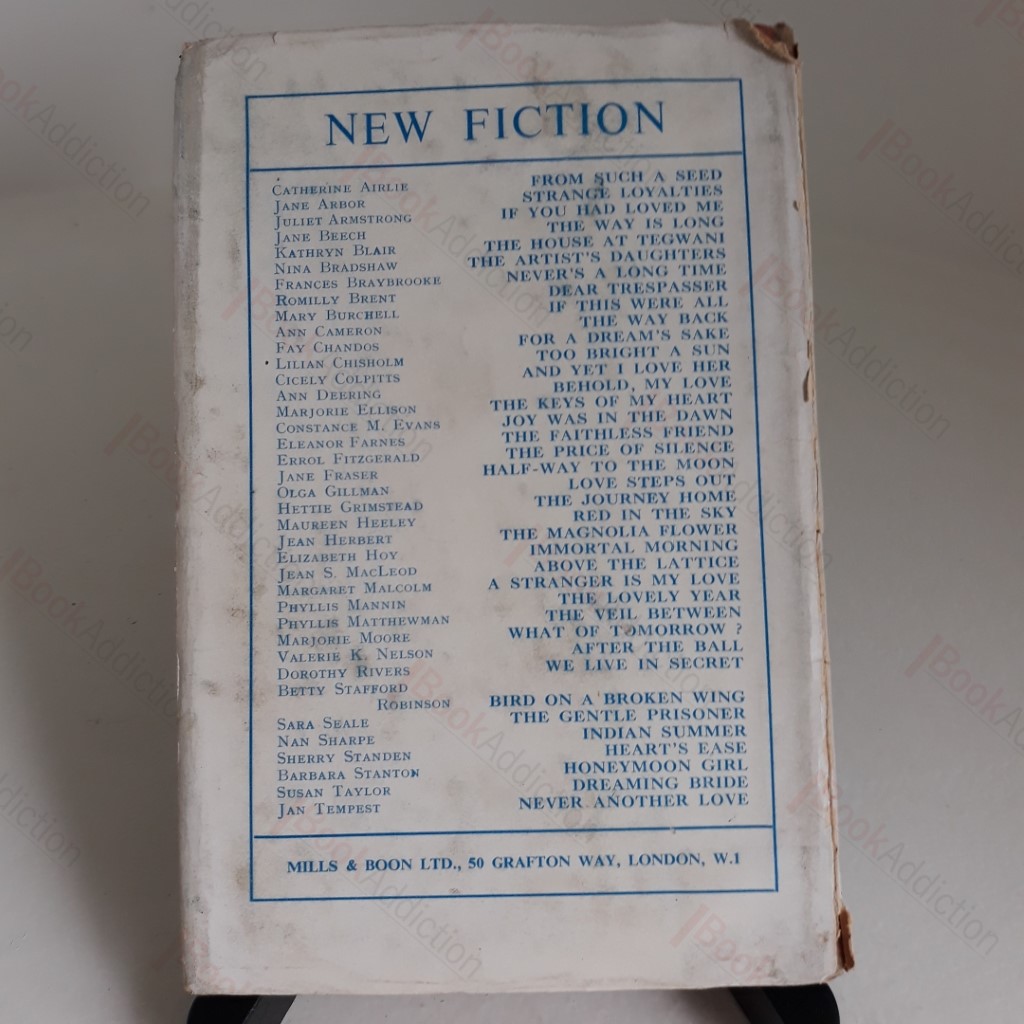 NEW FICTION
CATHERINE AIRLIE FROM SUCH A SEED
JANE ARBOR STRANGE LOYALTIES
JULIET ARMSTRONG IF YOU HAD LOVED ME
JANE BEECH THE WAY IS LONG
KATHRYN BLAIR THE HOUSE AT TEGWANI
NINA BRADSHAW THE ARTIST'S DAUGHTERS
FRANCES BRAYBROOKE NEVER'S A LONG TIME
ROMILLY BRENT DEAR TRESPASSER
MARY BURCHELL IF THIS WERE ALL
ANN CAMERON THE WAY BACK
FAY CHANDOS FOR A DREAM'S SAKE
LILIAN CHISHOLM TOO BRIGHT A SUN
CICELY COLPITTS AND YET I LOVE HER
ANN DEERING BEHOLD, MY LOVE
MARJORIE ELLISON THE KEYS OF MY HEART
CONSTANCE M. EVANS JOY WAS IN THE DAWN
ELEANOR FARNES THE FAITHLESS FRIEND
ERROL FITZGERALD THE PRICE OF SILENCE
JANE FRASER HALF-WAY TO THE MOON
OLGA GILLMAN LOVE STEPS OUT
HETTIE GRIMSTEAD THE JOURNEY HOME
MAUREEN HEELEY RED IN THE SKY
JEAN HERBERT THE MAGNOLIA FLOWER
ELIZABETH HOY IMMORTAL MORNING
JEAN S. MACLEOD ABOVE THE LATTICE
MARGARET MALCOLM A STRANGER IS MY LOVE
PHYLLIS MANNIN THE LOVELY YEAR
PHYLLIS MATTHEWMAN THE VEIL BETWEEN
MARJORIE MOORE WHAT OF TOMORROW ?
VALERIE K. NELSON AFTER THE BALL
DOROTHY RIVERS WE LIVE IN SECRET
BETTY STAFFORD
ROBINSON BIRD ON A BROKEN WING
SARA SEALE THE GENTLE PRISONER
NAN SHARPE INDIAN SUMMER
SHERRY STANDEN HEART'S EASE
BARBARA STANTON HONEYMOON GIRL
SUSAN TAYLOR DREAMING BRIDE
JAN TEMPEST NEVER ANOTHER LOVE
MILLS & BOON LTD., 50 GRAFTON WAY, LONDON, W.1
BookAddiction